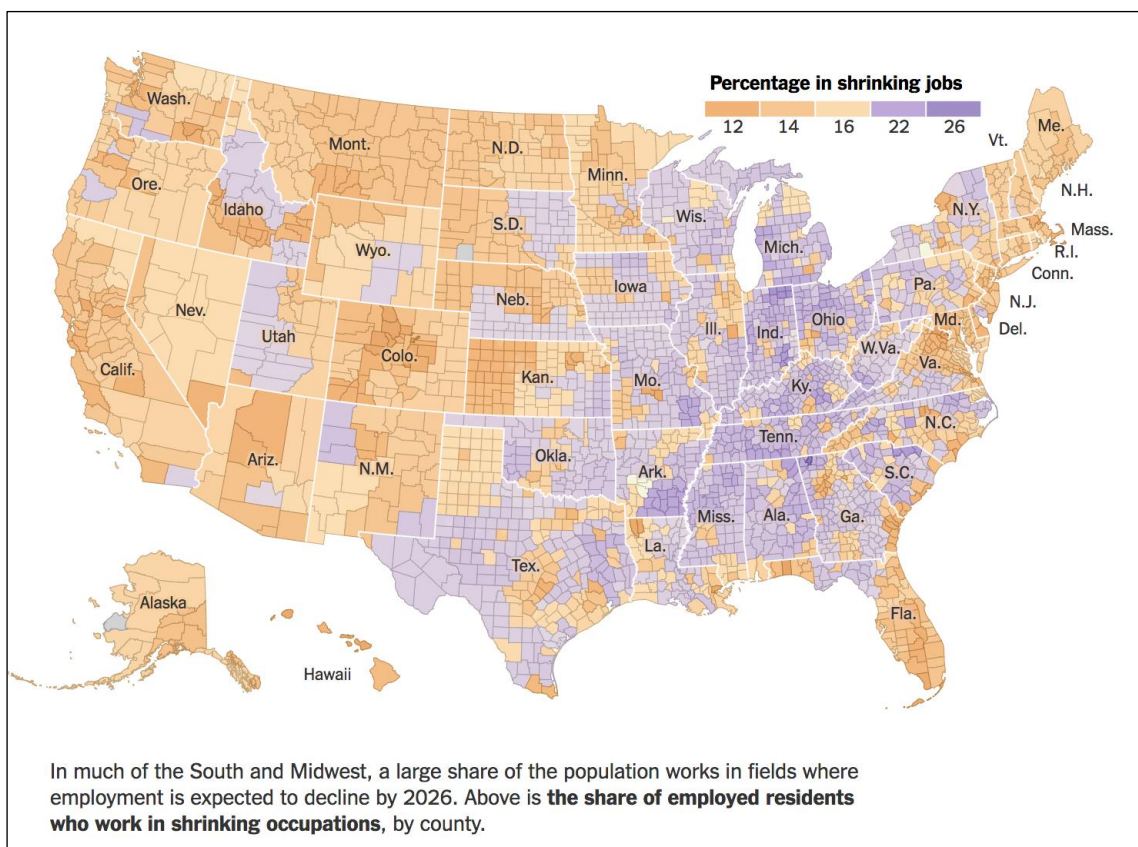 Percentage in shrinking jobs
12 14 16 22 26
Wash.
Mont.
N.D.
Minn.
Vt.
Me.
Ore.
Idaho
S.D.
Wis.
N.Y.
N.H.
Wyo.
Mich.
Mass.
R.I.
Conn.
Nev.
Neb.
Iowa
Pa.
N.J.
Utah
Ill.
Ind.
Ohio
Md.
Del.
Calif.
Colo.
Kan.
Mo.
W.Va.
Va.
Ky.
N.C.
Ariz.
N.M.
Okla.
Ark.
Tenn.
S.C.
Tex.
La.
Miss.
Ala.
Ga.
Alaska
Hawaii
Fla.
In much of the South and Midwest, a large share of the population works in fields where
employment is expected to decline by 2026. Above is the share of employed residents
who work in shrinking occupations, by county.